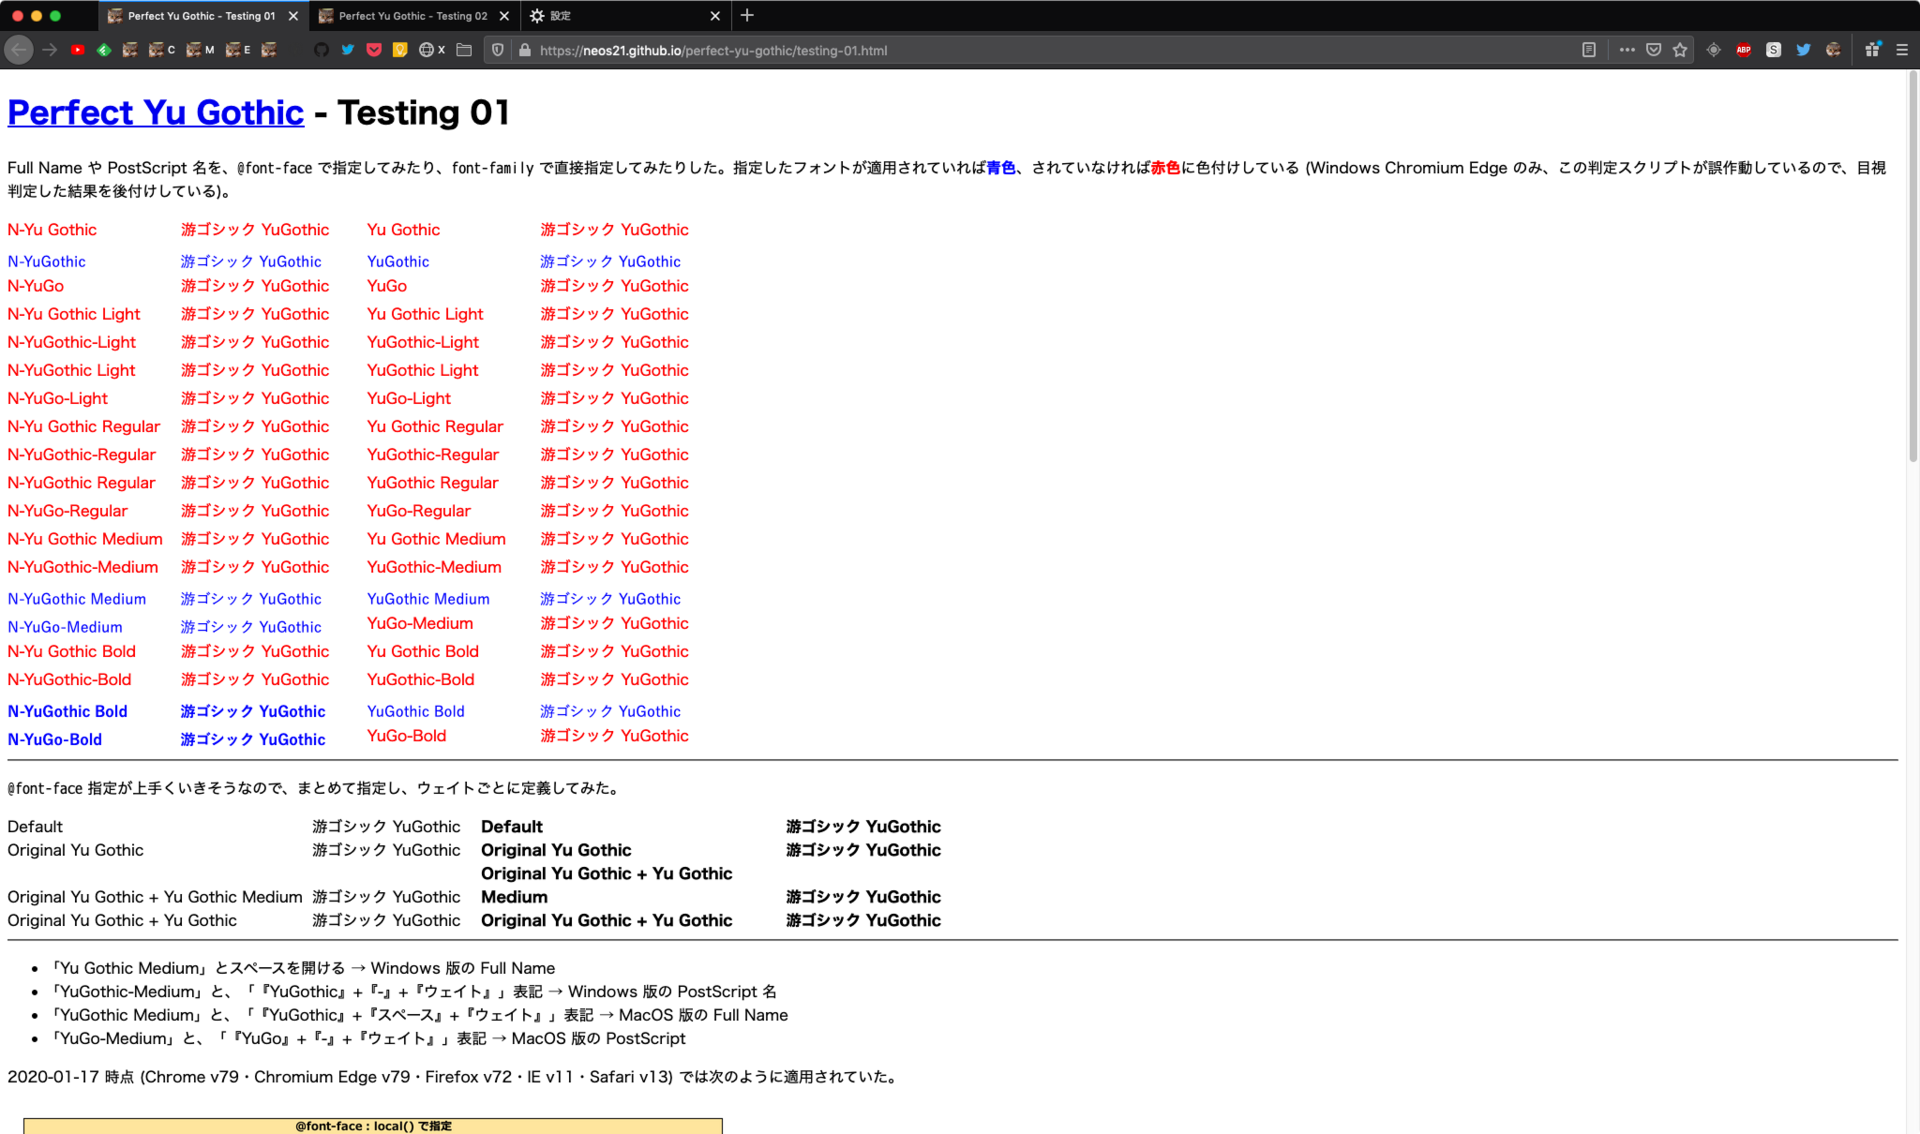 Perfect Yu Gothic - Testing 01
Perfect Yu Gothic - Testing 02
設定
C
M
E
X
https://neos21.github.io/perfect-yu-gothic/testing-01.html
ABP
S
Perfect Yu Gothic - Testing 01
Full Name や PostScript 名を、@font-face で指定してみたり、font-family で直接指定してみたりした。指定したフォントが適用されていれば青色、されていなければ赤色に色付けしている (Windows Chromium Edge のみ、この判定スクリプトが誤作動しているので、目視
判定した結果を後付けしている)。
N-Yu Gothic 游ゴシック YuGothic Yu Gothic 游ゴシック YuGothic
N-YuGothic 游ゴシック YuGothic YuGothic 游ゴシック YuGothic
N-YuGo 游ゴシック YuGothic YuGo 游ゴシック YuGothic
N-Yu Gothic Light 游ゴシック YuGothic Yu Gothic Light 游ゴシック YuGothic
N-YuGothic-Light 游ゴシック YuGothic YuGothic-Light 游ゴシック YuGothic
N-YuGothic Light 游ゴシック YuGothic YuGothic Light 游ゴシック YuGothic
N-YuGo-Light 游ゴシック YuGothic YuGo-Light 游ゴシック YuGothic
N-Yu Gothic Regular 游ゴシック YuGothic Yu Gothic Regular 游ゴシック YuGothic
N-YuGothic-Regular 游ゴシック YuGothic YuGothic-Regular 游ゴシック YuGothic
N-YuGothic Regular 游ゴシック YuGothic YuGothic Regular 游ゴシック YuGothic
N-YuGo-Regular 游ゴシック YuGothic YuGo-Regular 游ゴシック YuGothic
N-Yu Gothic Medium 游ゴシック YuGothic Yu Gothic Medium 游ゴシック YuGothic
N-YuGothic-Medium 游ゴシック YuGothic YuGothic-Medium 游ゴシック YuGothic
N-YuGothic Medium 游ゴシック YuGothic YuGothic Medium 游ゴシック YuGothic
N-YuGo-Medium 游ゴシック YuGothic YuGo-Medium 游ゴシック YuGothic
N-Yu Gothic Bold 游ゴシック YuGothic Yu Gothic Bold 游ゴシック YuGothic
N-YuGothic-Bold 游ゴシック YuGothic YuGothic-Bold 游ゴシック YuGothic
N-YuGothic Bold 游ゴシック YuGothic YuGothic Bold 游ゴシック YuGothic
N-YuGo-Bold 游ゴシック YuGothic YuGo-Bold 游ゴシック YuGothic
@font-face 指定が上手くいきそうなので、まとめて指定し、ウェイトごとに定義してみた。
Default 游ゴシック YuGothic Default 游ゴシック YuGothic
Original Yu Gothic 游ゴシック YuGothic Original Yu Gothic 游ゴシック YuGothic
Original Yu Gothic + Yu Gothic
Original Yu Gothic + Yu Gothic Medium 游ゴシック YuGothic Medium 游ゴシック YuGothic
Original Yu Gothic + Yu Gothic 游ゴシック YuGothic Original Yu Gothic + Yu Gothic 游ゴシック YuGothic
• 「Yu Gothic Medium」とスペースを開ける → Windows 版の Full Name
• 「YuGothic-Medium」と、「『YuGothic』+『-』+『ウェイト』」表記 → Windows 版の PostScript 名
• 「YuGothic Medium」と、「『YuGothic』+『スペース』+『ウェイト』」表記 → MacOS 版の Full Name
• 「YuGo-Medium」と、「『YuGo』+『-』+『ウェイト』」表記 → MacOS 版の PostScript
2020-01-17 時点 (Chrome v79・Chromium Edge v79・Firefox v72・IE v11・Safari v13) では次のように適用されていた。
@font-face : local() で指定